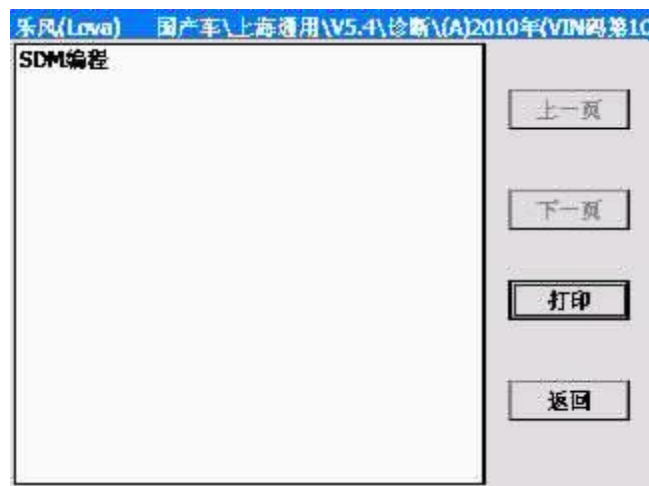 乐风(Lova) 国产车\上海通用\V5.4\诊断\(A)2010年(VIN码第10
SDM编程
上一页
下一页
打印
返回